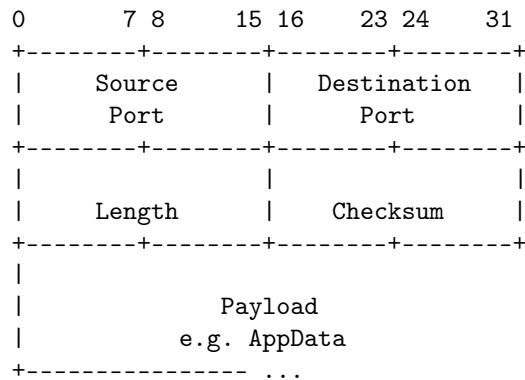 0      7 8     15 16    23 24    31
+--------+--------+--------+--------+
|     Source      |   Destination   |
|      Port       |      Port       |
+--------+--------+--------+--------+
|                 |                 |
|     Length      |    Checksum     |
+--------+--------+--------+--------+
|
|             Payload
|          e.g. AppData
+---------------- ...